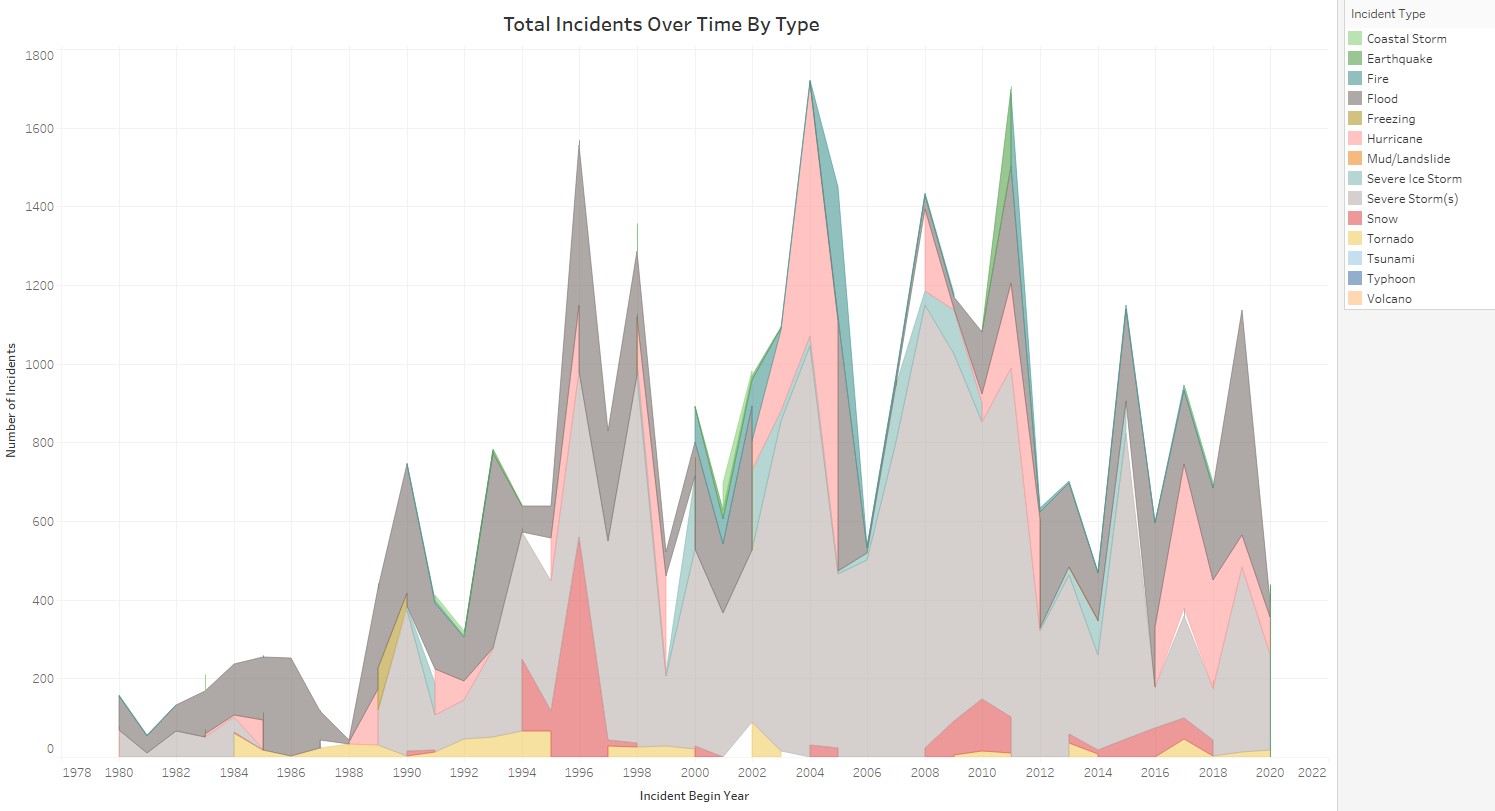 Total Incidents Over Time By Type
Number of Incidents
1800
1600
1400
1200
1000
800
600
400
200
0
1978 1980 1982 1984 1986 1988 1990 1992 1994 1996 1998 2000 2002 2004 2006 2008 2010 2012 2014 2016 2018 2020 2022
Incident Begin Year
Incident Type
Coastal Storm
Earthquake
Fire
Flood
Freezing
Hurricane
Mud/Landslide
Severe Ice Storm
Severe Storm(s)
Snow
Tornado
Tsunami
Typhoon
Volcano